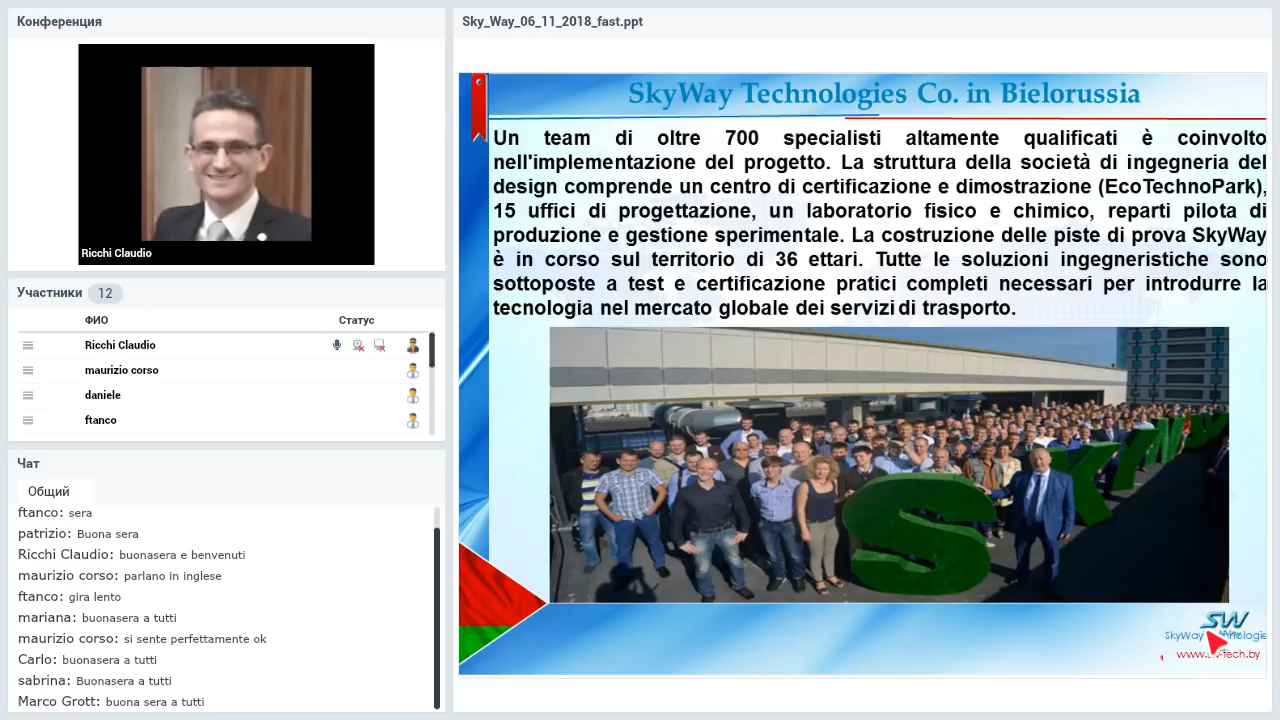 Конференция
Ricchi Claudio
Участники 12
ФИО Статус
Ricchi Claudio
maurizio corso
daniele
ftanco
Чат
Общий
ftanco: sera
patrizio: Buona sera
Ricchi Claudio: buonasera e benvenuti
maurizio corso: parlano in inglese
ftanco: gira lento
mariana: buonasera a tutti
maurizio corso: si sente perfettamente ok
Carlo: buonasera a tutti
sabrina: Buonasera a tutti
Marco Grott: buona sera a tutti
Sky_Way_06_11_2018_fast.ppt
SkyWay Technologies Co. in Bielorussia
Un team di oltre 700 specialisti altamente qualificati è coinvolto
nell'implementazione del progetto. La struttura della società di ingegneria del
design comprende un centro di certificazione e dimostrazione (EcoTechnoPark),
15 uffici di progettazione, un laboratorio fisico e chimico, reparti pilota di
produzione e gestione sperimentale. La costruzione delle piste di prova SkyWay
è in corso sul territorio di 36 ettari. Tutte le soluzioni ingegneristiche sono
sottoposte a test e certificazione pratici completi necessari per introdurre la
tecnologia nel mercato globale dei servizi di trasporto.
S K Y W
SW
SkyWay